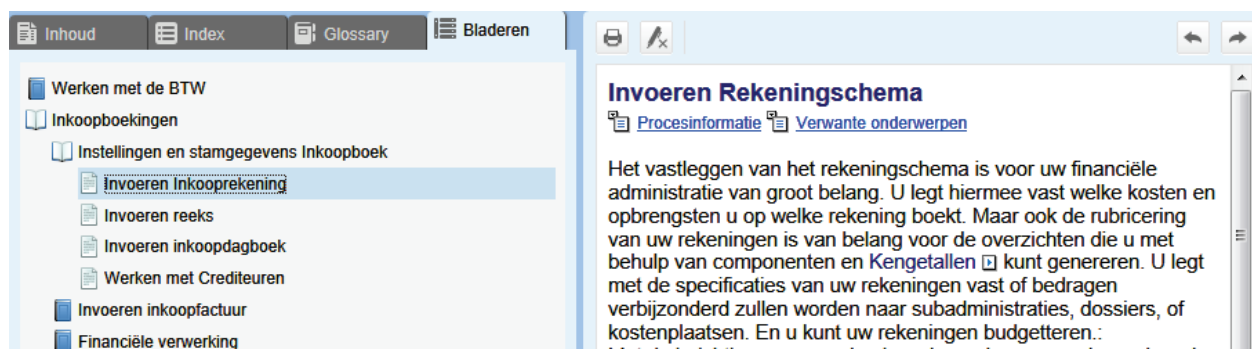 Inhoud Index Glossary Bladeren
Werken met de BTW
Inkoopboekingen
Instellingen en stamgegevens Inkoopboek
Invoeren Inkooprekening
Invoeren reeks
Invoeren inkoopdagboek
Werken met Crediteuren
Invoeren inkoopfactuur
Financiële verwerking
Invoeren Rekeningschema
Procesinformatie Verwante onderwerpen
Het vastleggen van het rekeningschema is voor uw financiële
administratie van groot belang. U legt hiermee vast welke kosten en
opbrengsten u op welke rekening boekt. Maar ook de rubricering
van uw rekeningen is van belang voor de overzichten die u met
behulp van componenten en Kengetallen kunt genereren. U legt
met de specificaties van uw rekeningen vast of bedragen
verbijzonderd zullen worden naar subadministraties, dossiers, of
kostenplaatsen. En u kunt uw rekeningen budgetteren.: